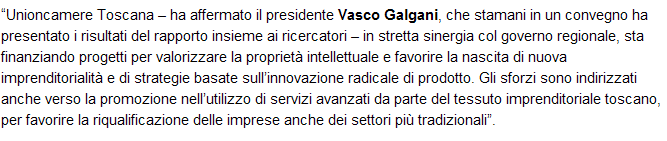 “Unioncamere Toscana – ha affermato il presidente Vasco Galgani, che stamani in un convegno ha
presentato i risultati del rapporto insieme ai ricercatori – in stretta sinergia col governo regionale, sta
finanziando progetti per valorizzare la proprietà intellettuale e favorire la nascita di nuova
imprenditorialità e di strategie basate sull’innovazione radicale di prodotto. Gli sforzi sono indirizzati
anche verso la promozione nell’utilizzo di servizi avanzati da parte del tessuto imprenditoriale toscano,
per favorire la riqualificazione delle imprese anche dei settori più tradizionali”.